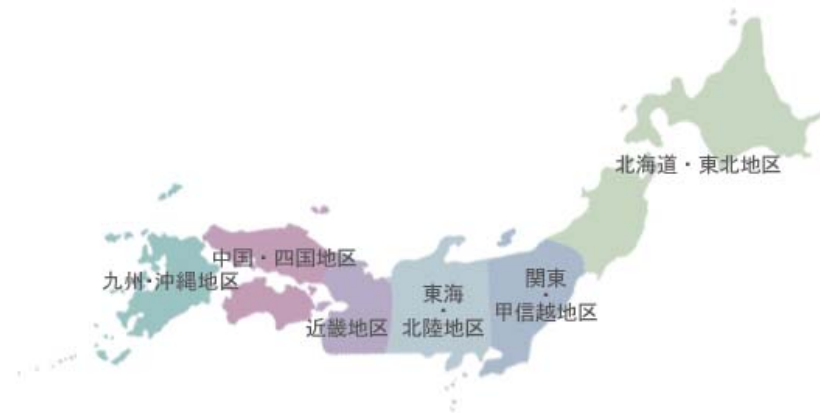 北海道・東北地区
中国・四国地区
九州・沖縄地区
関東
・
甲信越地区
東海
・
北陸地区
近畿地区